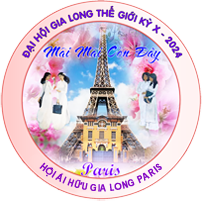 ĐẠI HỘI GIA LONG THẾ GIỚI KỲ X - 2024
Mãi Mãi Còn Đây
Paris
HỘI ÁI HỮU GIA LONG PARIS